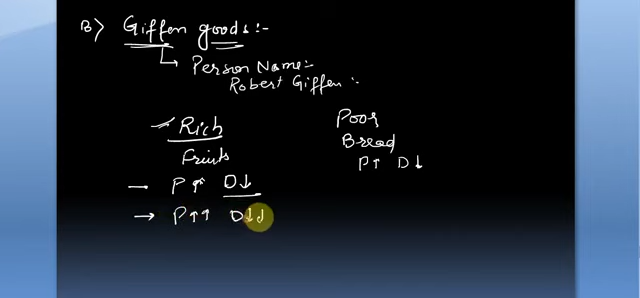 B) Giffen goods:-
Person Name:-
Robert Giffen:-
Rich
Fruits
→ P↑ D↓
→ P↑↑ D↓↓
Poor
Bread
P↑ D↓